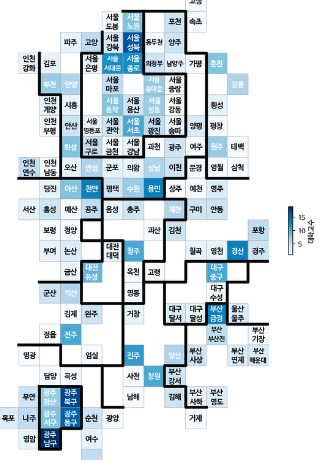 고성
서울 도봉 서울 노원 포천 속초
파주 고양 서울 강북 서울 성북 동두천 양주
인천 강화 김포 서울 은평 서울 서대문 서울 종로 의정부 남양주 가평 춘천
부천 안양 서울 마포 서울 동대문 서울 중랑 강릉
인천 계양 시흥 서울 동작 서울 용산 서울 성동 서울 강동 횡성
인천 부평 안산 서울 영등포 서울 관악 서울 서초 서울 광진 서울 송파 양평 평창
화성 서울 구로 서울 금천 서울 강남 과천 광주 여주 원주 태백
인천 연수 인천 남동 오산 안성 군포 의왕 성남 이천 문경 영월 삼척
당진 아산 천안 평택 수원 용인 상주 예천 영주
서산 홍성 예산 공주 음성 충주 제천 구미 안동
보령 청양 괴산 김천 포항
부여 논산 대전 대덕 청주 칠곡 영천 경산 경주
금산 대전 유성 옥천 고령 대구 중구
군산 익산 영동 대구 수성
김제 완주 거창 대구 달서 대구 달성 부산 금정 울산 울주
정읍 전주 부산 부산진 부산 기장
영광 임실 진주 양산 부산 사상 부산 연제 부산 해운대
담양 곡성 사천 창원 부산 강서
무안 광주 광산 광주 북구 남해 김해 부산 사하 부산 영도
목포 나주 광주 서구 광주 동구 순천 광양 거제
영암 광주 남구 여수
15
10
5
대학교수